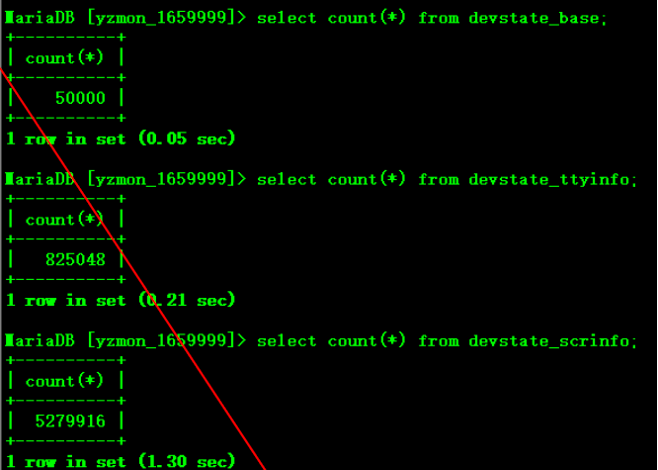 MariaDB [yzmon_1659999]> select count(*) from devstate_base;
+----------+
| count(*) |
+----------+
|    50000 |
+----------+
1 row in set (0.05 sec)
MariaDB [yzmon_1659999]> select count(*) from devstate_ttyinfo;
+----------+
| count(*) |
+----------+
|   825048 |
+----------+
1 row in set (0.21 sec)
MariaDB [yzmon_1659999]> select count(*) from devstate_scrinfo;
+----------+
| count(*) |
+----------+
|  5279916 |
+----------+
1 row in set (1.30 sec)